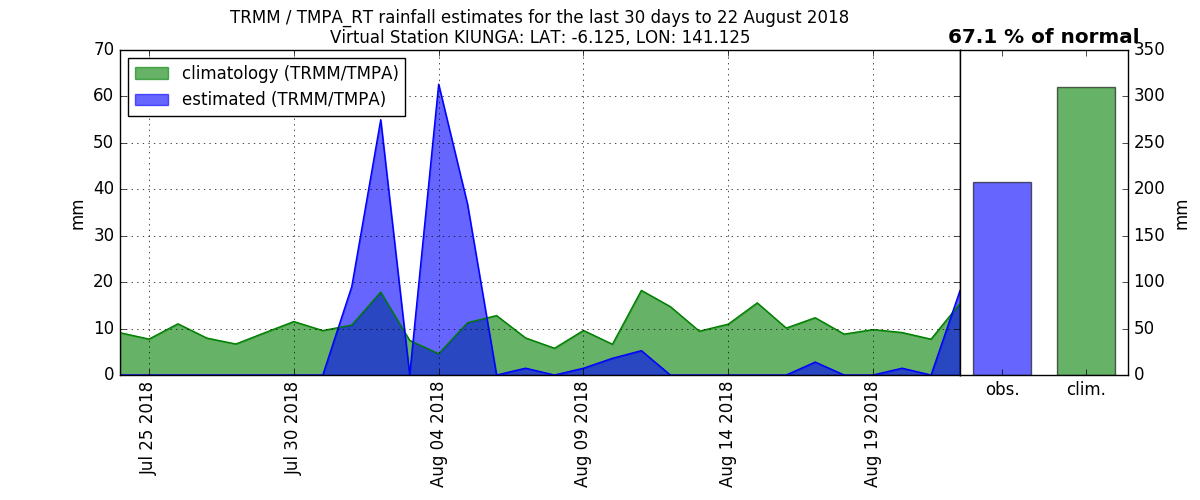 TRMM / TMPA_RT rainfall estimates for the last 30 days to 22 August 2018
Virtual Station KIUNGA: LAT: -6.125, LON: 141.125
67.1 % of normal
climatology (TRMM/TMPA)
estimated (TRMM/TMPA)
70
60
50
40
30
20
10
0
mm
Jul 25 2018
Jul 30 2018
Aug 04 2018
Aug 09 2018
Aug 14 2018
Aug 19 2018
obs.
clim.
350
300
250
200
150
100
50
0
mm